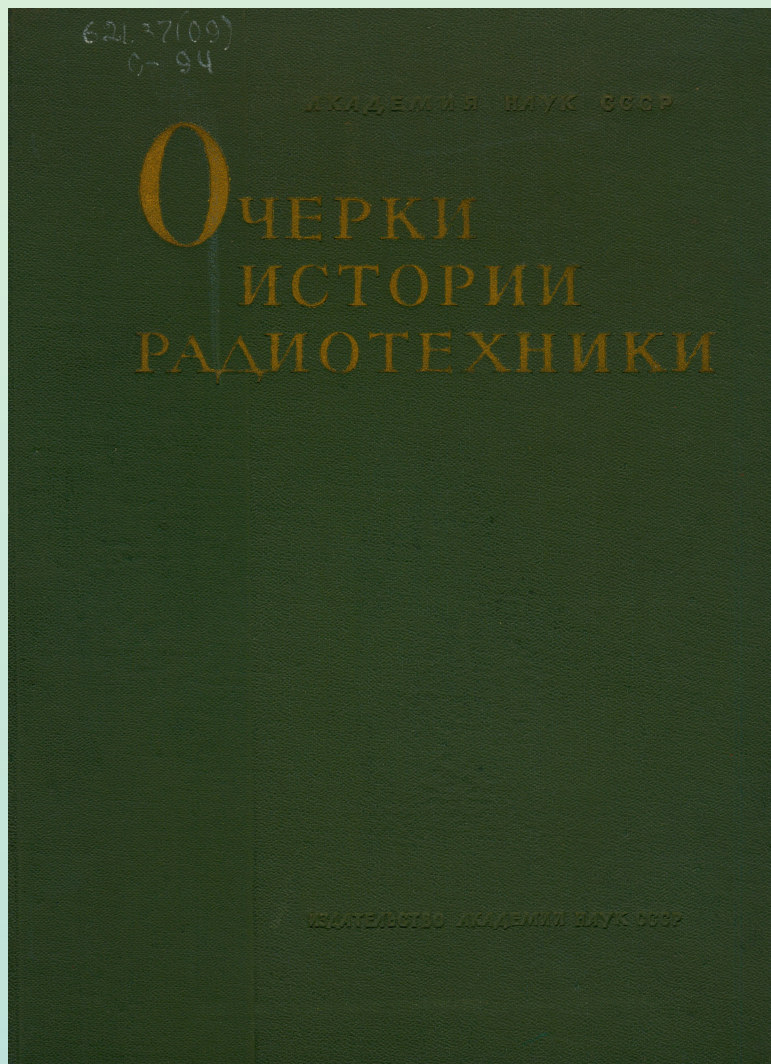 621.37(09)
О-94
АКАДЕМИЯ НАУК СССР
ОЧЕРКИ
ИСТОРИИ
РАДИОТЕХНИКИ
ИЗДАТЕЛЬСТВО АКАДЕМИИ НАУК СССР